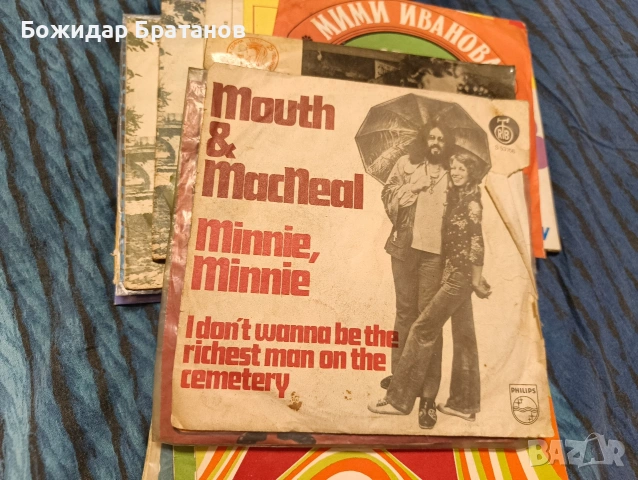 Божидар Братанов
МИМИ ИВАНОВА
Mouth
&
MacNeal
Minnie,
Minnie
I don't wanna be the
richest man on the
cemetery
RTB
PHILIPS
BAZAR